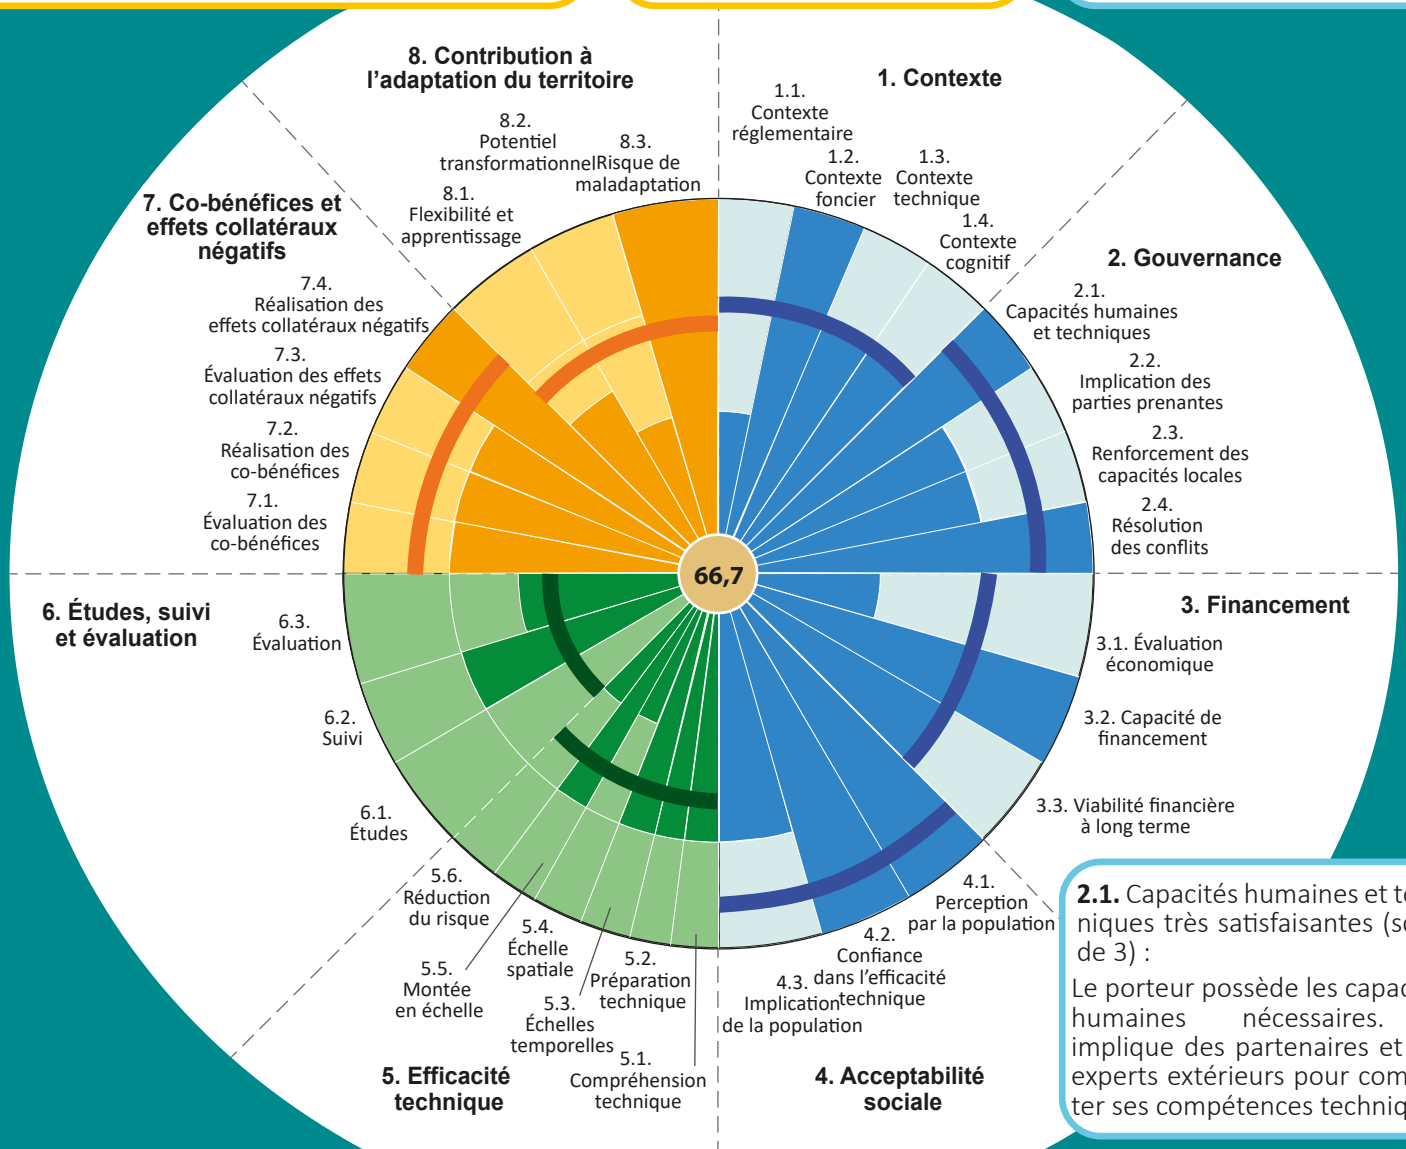 8. Contribution à
l’adaptation du territoire
1. Contexte
1.1.
Contexte
réglementaire
8.2.
Potentiel
transformationnel
8.3.
Risque de
maladaptation
1.2.
Contexte
foncier
1.3.
Contexte
technique
8.1.
Flexibilité et
apprentissage
1.4.
Contexte
cognitif
7. Co-bénéfices et
effets collatéraux
négatifs
2. Gouvernance
7.4.
Réalisation des
effets collatéraux négatifs
2.1.
Capacités humaines
et techniques
7.3.
Évaluation des effets
collatéraux négatifs
2.2.
Implication des
parties prenantes
7.2.
Réalisation des
co-bénéfices
2.3.
Renforcement des
capacités locales
7.1.
Évaluation des
co-bénéfices
2.4.
Résolution
des conflits
66,7
6. Études, suivi
et évaluation
3. Financement
6.3.
Évaluation
3.1. Évaluation
économique
6.2.
Suivi
3.2. Capacité de
financement
6.1.
Études
3.3. Viabilité financière
à long terme
5.6.
Réduction
du risque
4.1.
Perception
par la population
5.4.
Échelle
spatiale
4.2.
Confiance
dans l’efficacité
technique
5.5.
Montée
en échelle
5.2.
Préparation
technique
4.3.
Implication
de la population
5.3.
Échelles
temporelles
5.1.
Compréhension
technique
5. Efficacité
technique
4. Acceptabilité
sociale
2.1. Capacités humaines et
niques très satisfaisantes
de 3) :
Le porteur possède les
humaines nécessaires.
implique des partenaires et
experts extérieurs pour
ter ses compétences